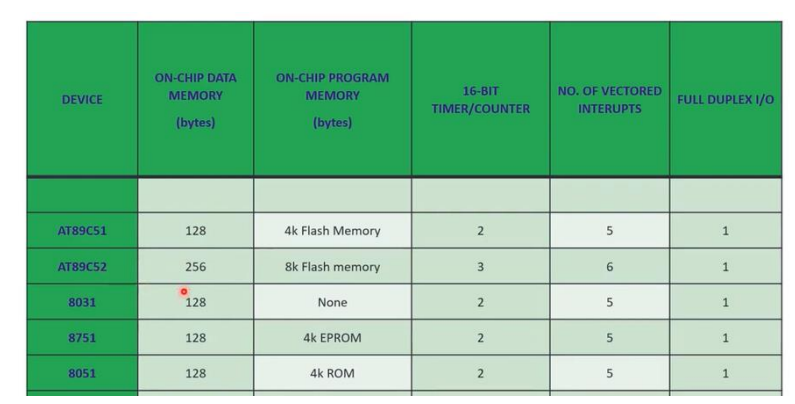 DEVICE
ON-CHIP DATA
MEMORY
(bytes)
ON-CHIP PROGRAM
MEMORY
(bytes)
16-BIT
TIMER/COUNTER
NO. OF VECTORED
INTERUPTS
FULL DUPLEX I/O
AT89C51 128 4k Flash Memory 2 5 1
AT89C52 256 8k Flash memory 3 6 1
8031 128 None 2 5 1
8751 128 4k EPROM 2 5 1
8051 128 4k ROM 2 5 1